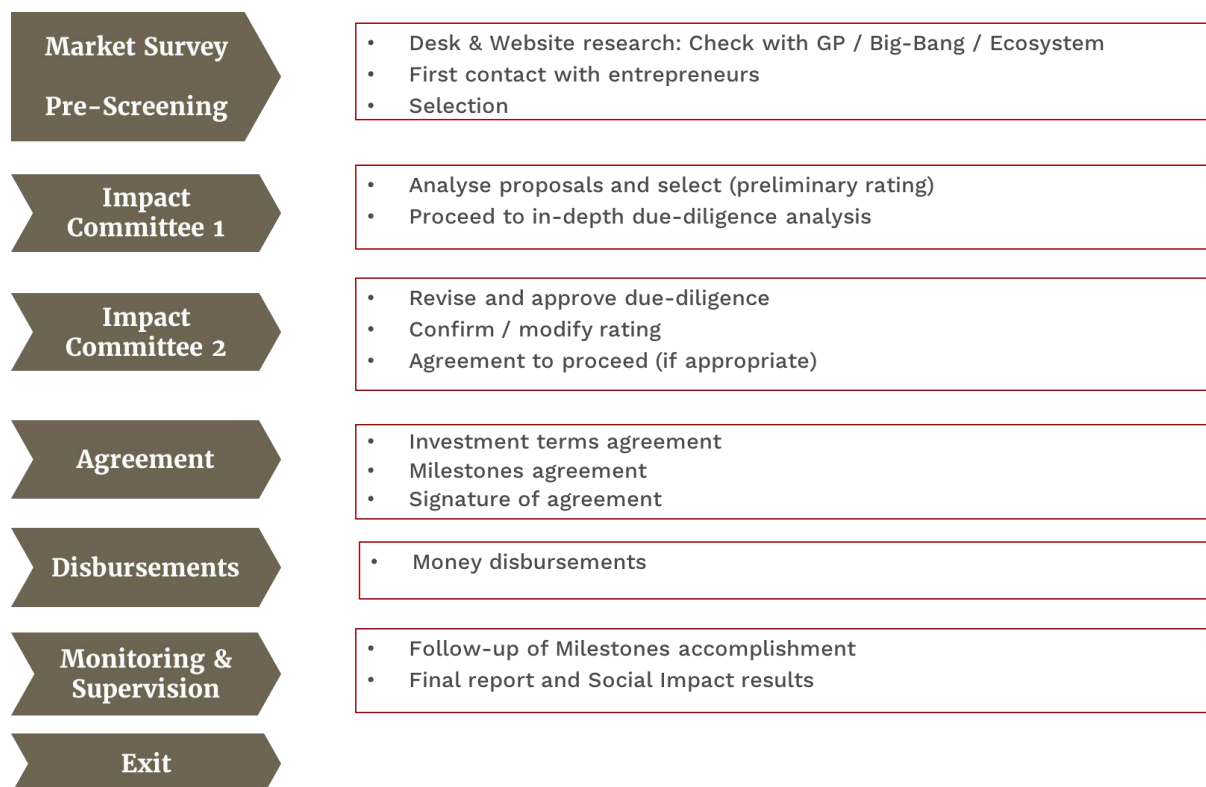 Market Survey
Pre-Screening
• Desk & Website research: Check with GP / Big-Bang / Ecosystem
• First contact with entrepreneurs
• Selection
Impact
Committee 1
• Analyse proposals and select (preliminary rating)
• Proceed to in-depth due-diligence analysis
Impact
Committee 2
• Revise and approve due-diligence
• Confirm / modify rating
• Agreement to proceed (if appropriate)
Agreement
• Investment terms agreement
• Milestones agreement
• Signature of agreement
Disbursements
• Money disbursements
Monitoring &
Supervision
• Follow-up of Milestones accomplishment
• Final report and Social Impact results
Exit